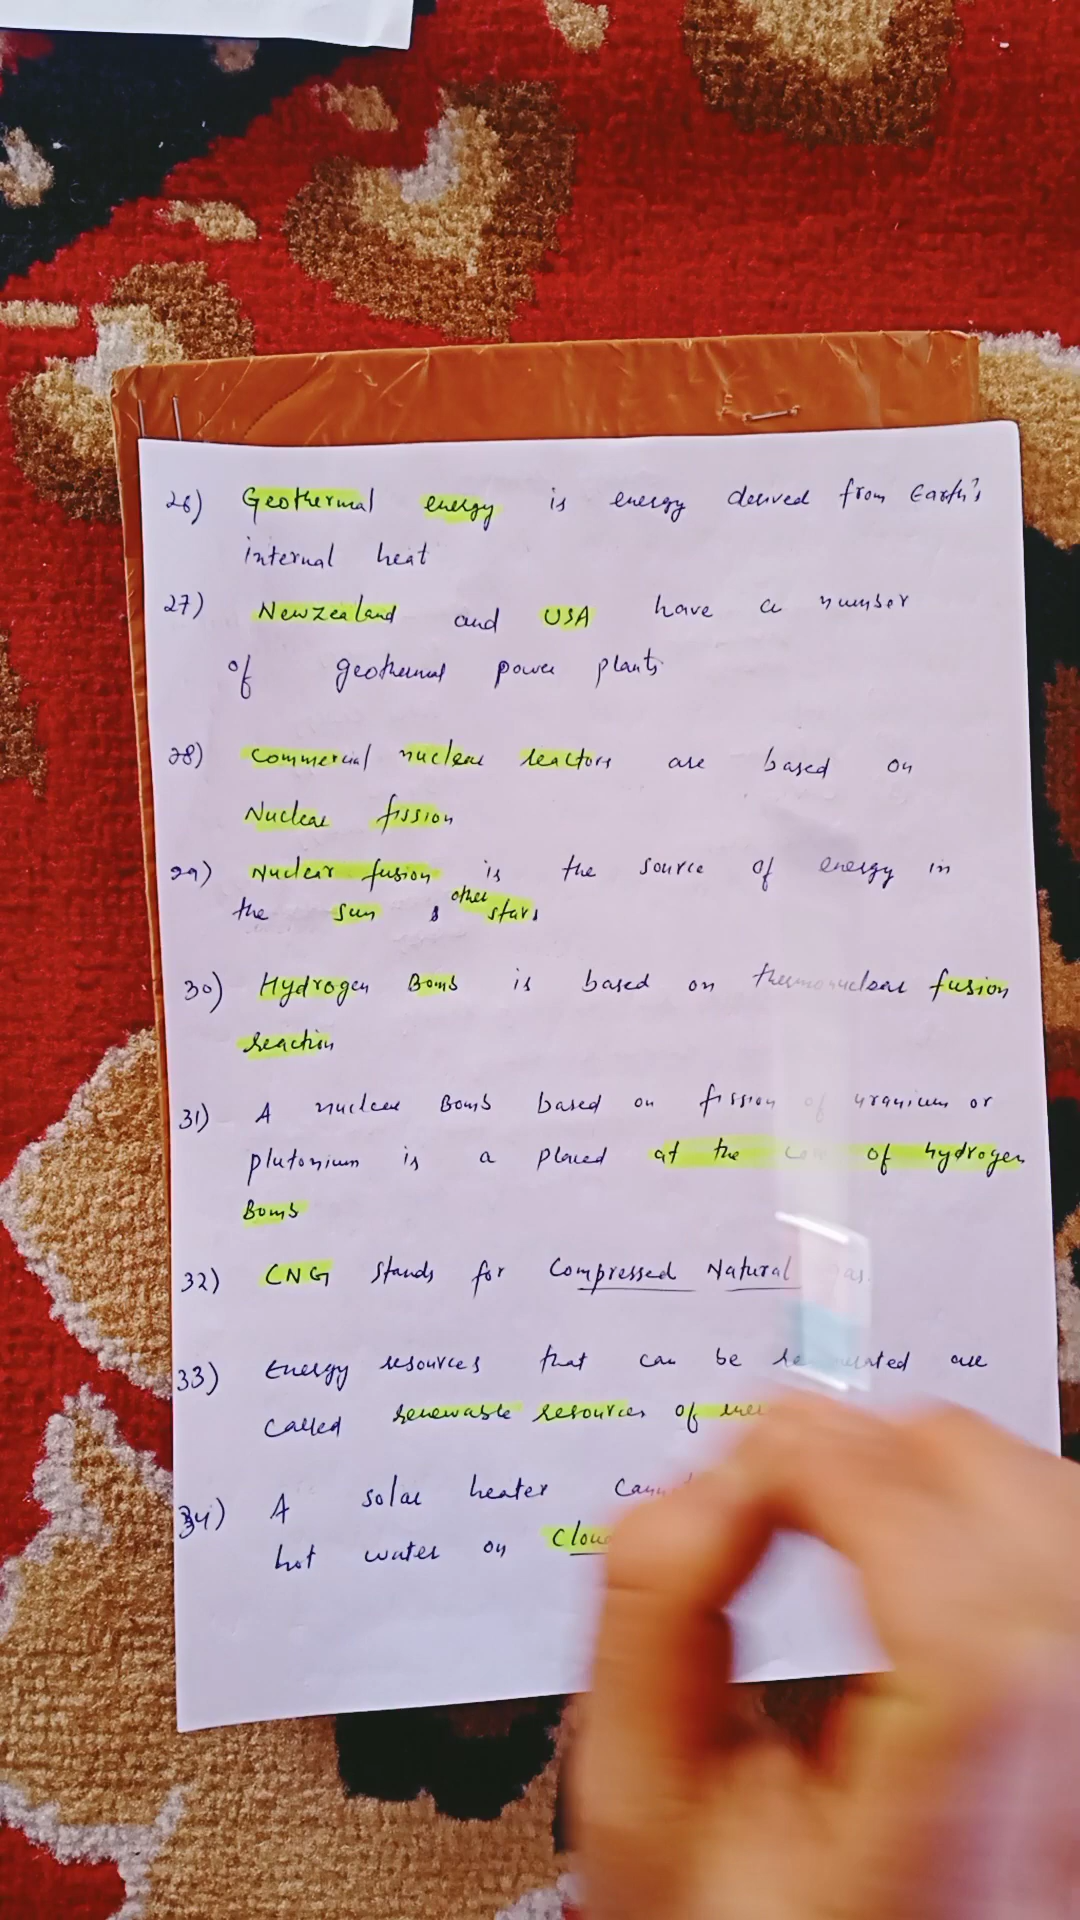 26) Geothermal energy is energy derived from Earth's
internal heat
27) Newzealand and USA have a number
of geothermal power plants
28) Commercial nuclear reactors are based on
Nuclear fission
29) Nuclear fusion is the source of energy in
the sun & other stars
30) Hydrogen Bomb is based on thermonuclear fusion
reaction
31) A nuclear Bomb based on fission of uranium or
plutonium is a placed at the core of hydrogen
Bomb
32) CNG stands for Compressed Natural gas.
33) Energy resources that can be are
called renewable resources of
34) A solar heater
hot water on